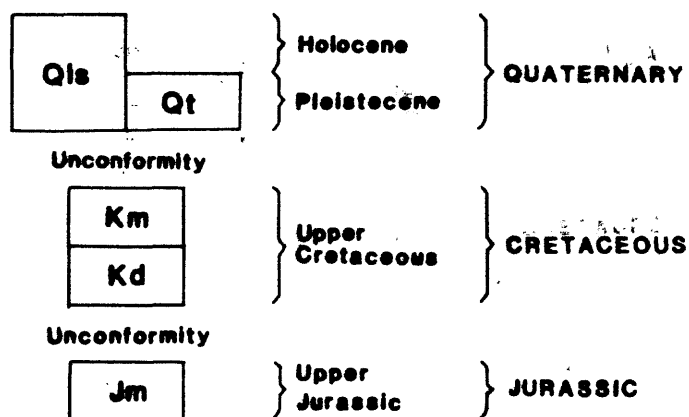 Qls
Holocene
Qt
Pleistocene
QUATERNARY
Unconformity
Km
Kd
Upper
Cretaceous
CRETACEOUS
Unconformity
Jm
Upper
Jurassic
JURASSIC